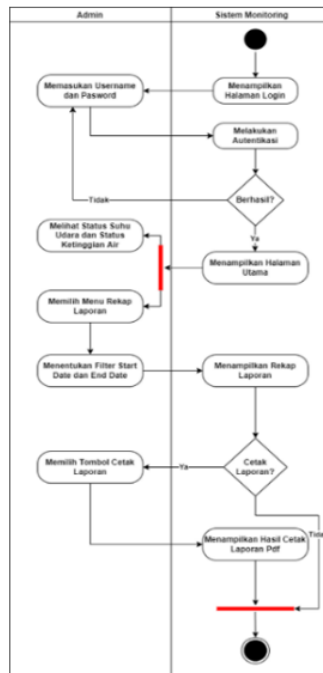 Admin
Sistem Monitoring
Menampilkan
Halaman Login
Memasukan Username
dan Pasword
Melakukan
Autentikasi
Berhasil?
Tidak
Ya
Menampilkan Halaman
Utama
Melihat Status Suhu
Udara dan Status
Ketinggian Air
Memilih Menu Rekap
Laporan
Menentukan Filter Start
Date dan End Date
Menampilkan Rekap
Laporan
Cetak
Laporan?
Ya
Memilih Tombol Cetak
Laporan
Menampilkan Hasil Cetak
Laporan Pdf